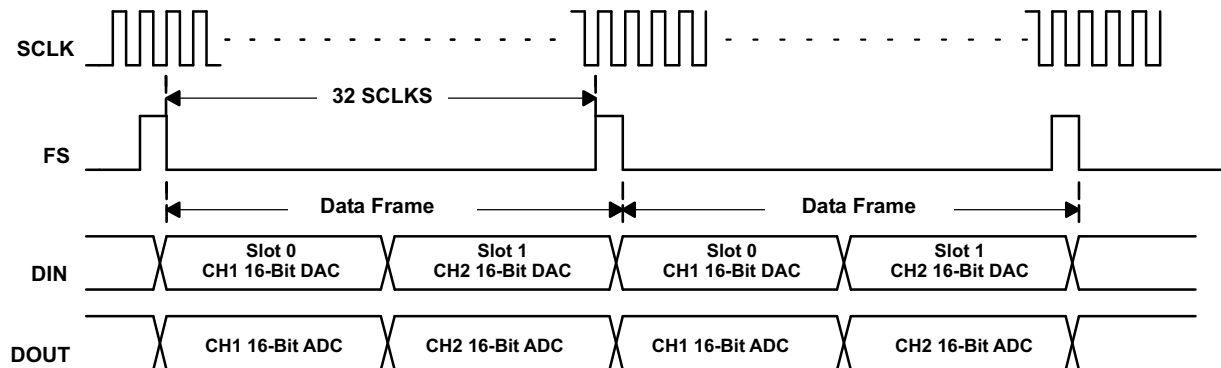 SCLK
32 SCLKS
FS
Data Frame
Data Frame
DIN
Slot 0
CH1 16-Bit DAC
Slot 1
CH2 16-Bit DAC
Slot 0
CH1 16-Bit DAC
Slot 1
CH2 16-Bit DAC
DOUT
CH1 16-Bit ADC
CH2 16-Bit ADC
CH1 16-Bit ADC
CH2 16-Bit ADC